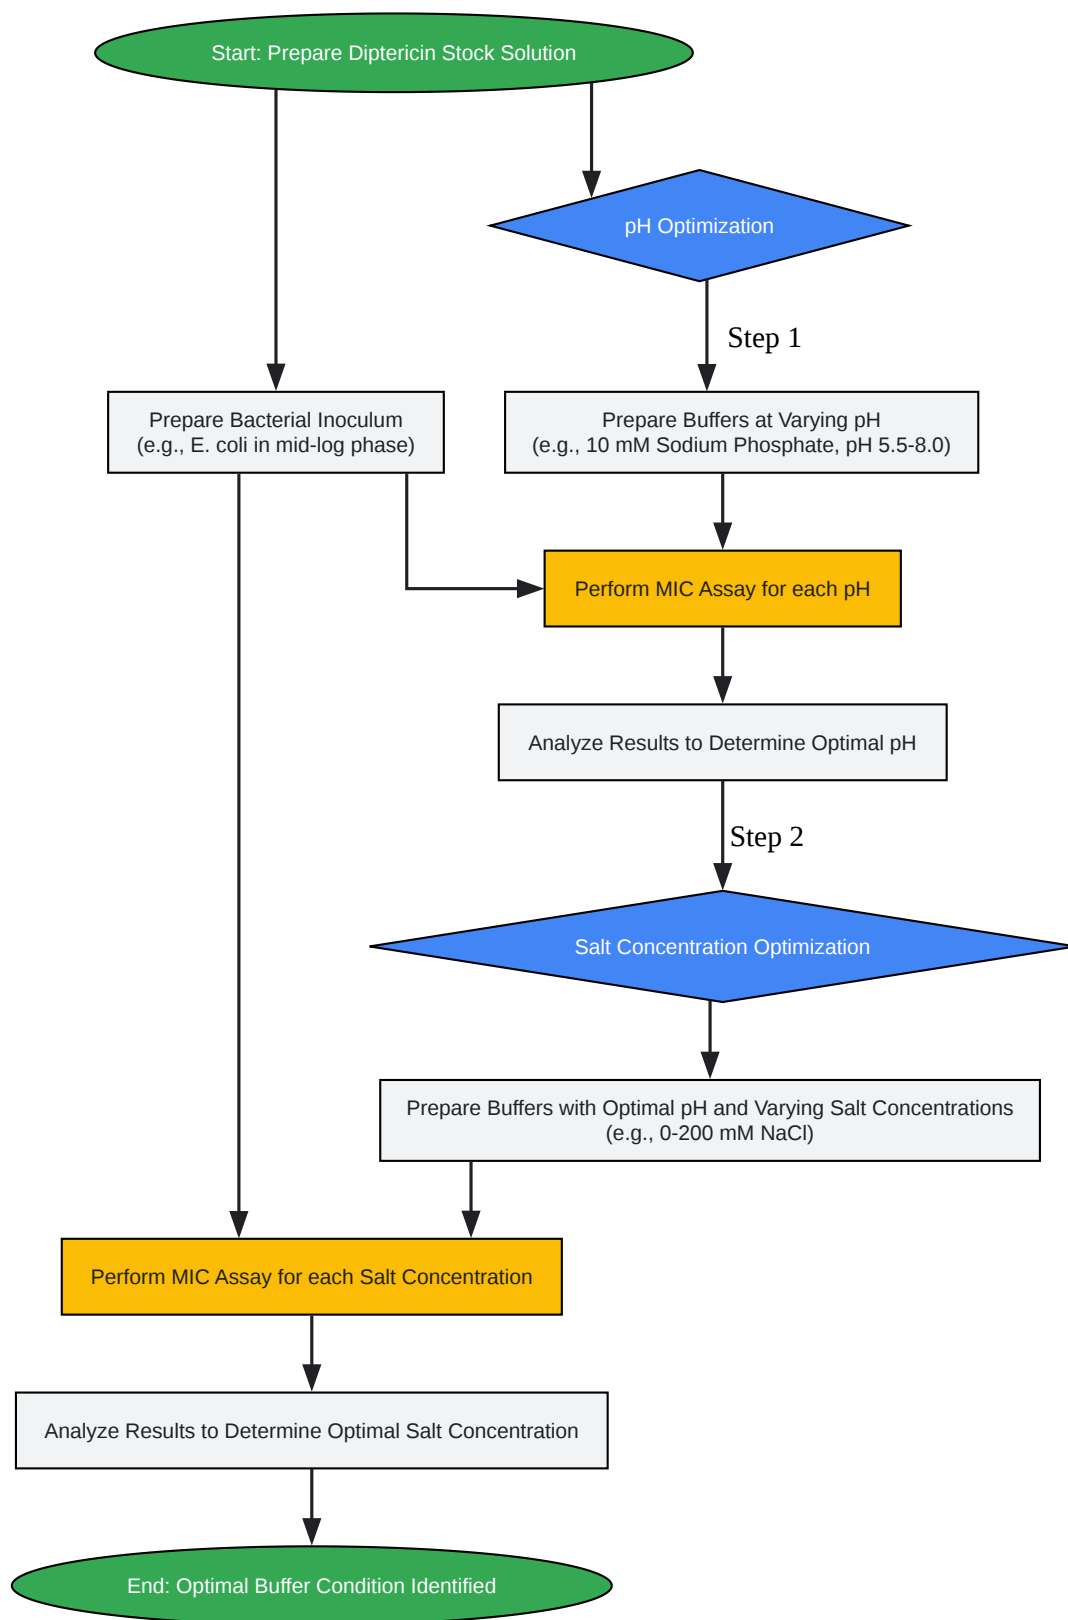 Start: Prepare Diptericin Stock Solution
pH Optimization
Step 1
Prepare Bacterial Inoculum
(e.g., E. coli in mid-log phase)
Prepare Buffers at Varying pH
(e.g., 10 mM Sodium Phosphate, pH 5.5-8.0)
Perform MIC Assay for each pH
Analyze Results to Determine Optimal pH
Step 2
Salt Concentration Optimization
Prepare Buffers with Optimal pH and Varying Salt Concentrations
(e.g., 0-200 mM NaCl)
Perform MIC Assay for each Salt Concentration
Analyze Results to Determine Optimal Salt Concentration
End: Optimal Buffer Condition Identified